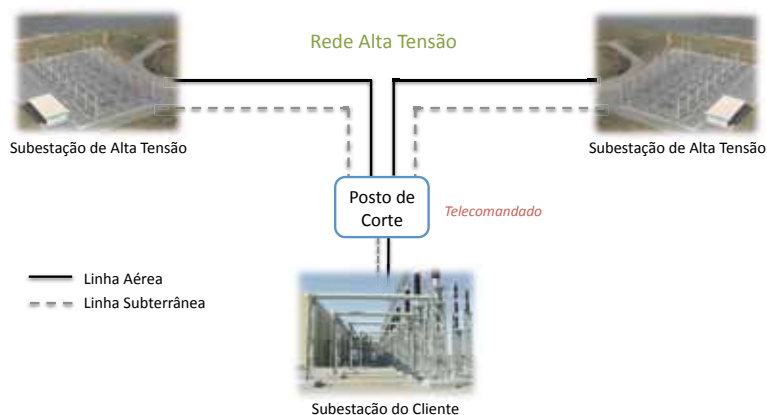 Rede Alta Tensão
Subestação de Alta Tensão
Subestação de Alta Tensão
Posto de
Corte
Telecomandado
Linha Aérea
Linha Subterrânea
Subestação do Cliente